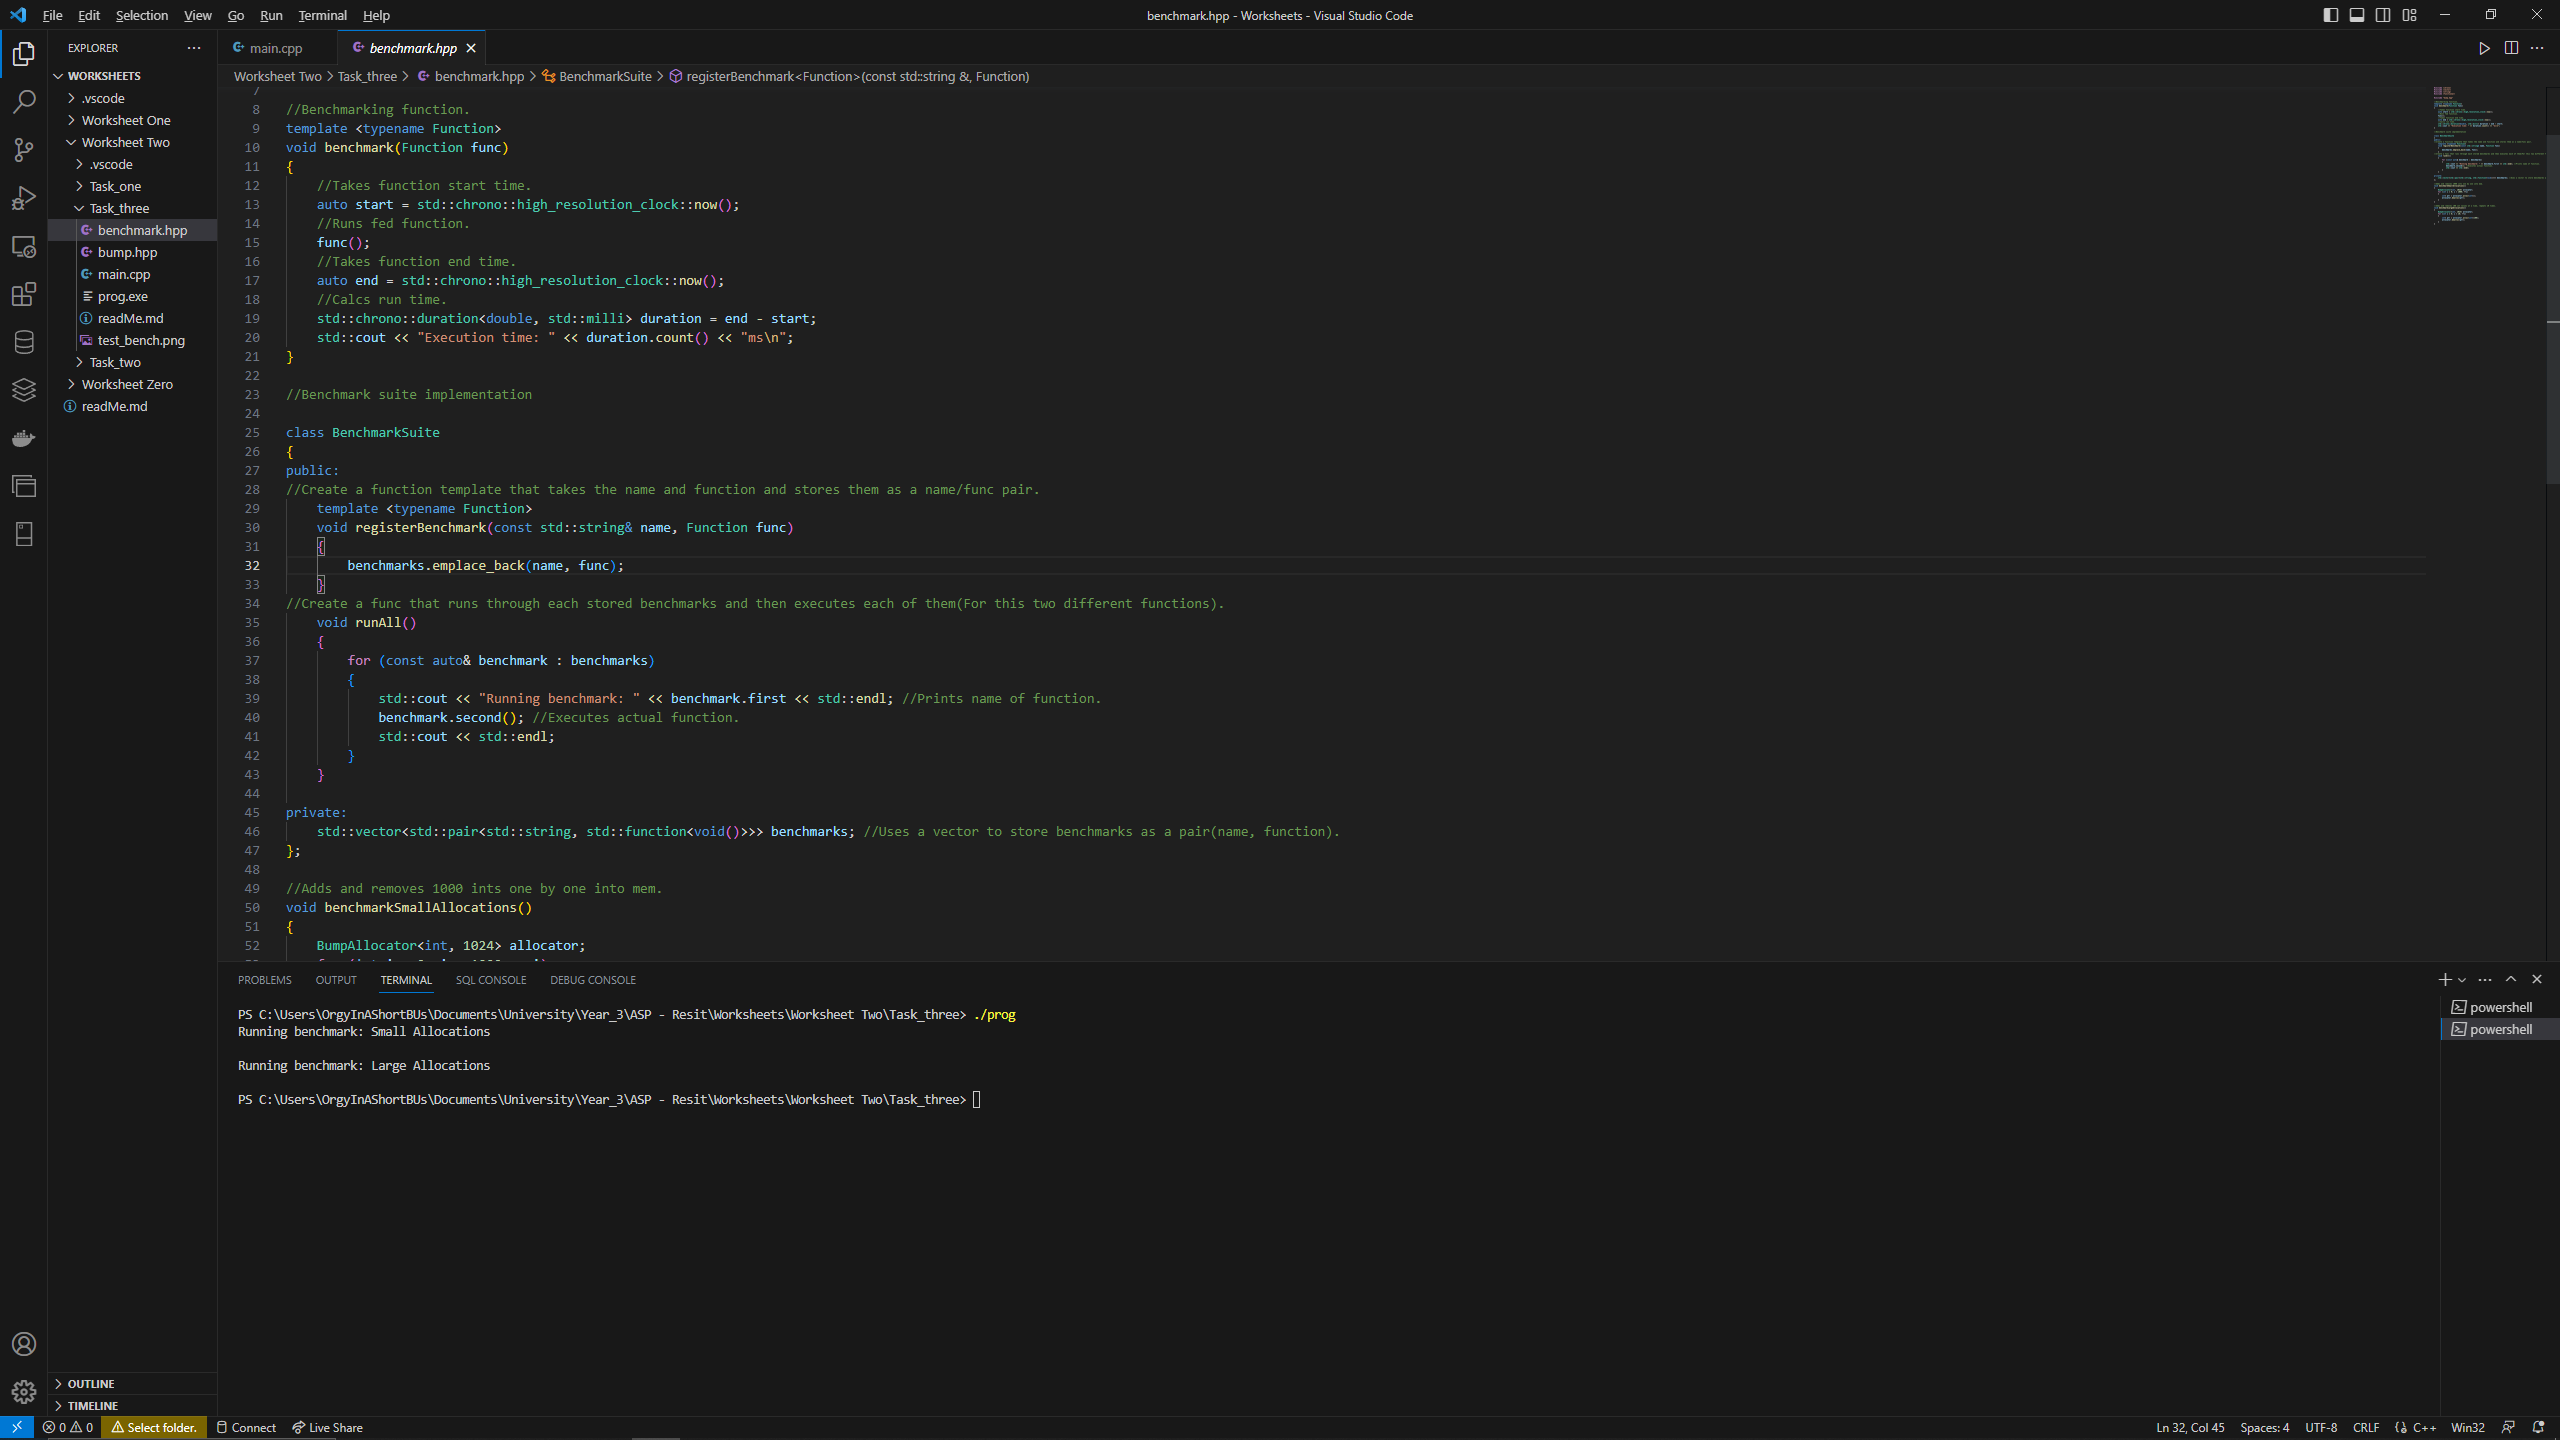 File Edit Selection View Go Run Terminal Help
benchmark.hpp - Worksheets - Visual Studio Code
EXPLORER
WORKSHEETS
.vscode
Worksheet One
Worksheet Two
.vscode
Task_one
Task_three
benchmark.hpp
bump.hpp
main.cpp
prog.exe
readMe.md
test_bench.png
Task_two
Worksheet Zero
readMe.md
OUTLINE
TIMELINE
main.cpp benchmark.hpp
Worksheet Two > Task_three > benchmark.hpp > BenchmarkSuite > registerBenchmark<Function>(const std::string &, Function)
7
8 //Benchmarking function.
9 template <typename Function>
10 void benchmark(Function func)
11 {
12 //Takes function start time.
13 auto start = std::chrono::high_resolution_clock::now();
14 //Runs fed function.
15 func();
16 //Takes function end time.
17 auto end = std::chrono::high_resolution_clock::now();
18 //Calcs run time.
19 std::chrono::duration<double, std::milli> duration = end - start;
20 std::cout << "Execution time: " << duration.count() << "ms\n";
21 }
22
23 //Benchmark suite implementation
24
25 class BenchmarkSuite
26 {
27 public:
28 //Create a function template that takes the name and function and stores them as a name/func pair.
29 template <typename Function>
30 void registerBenchmark(const std::string& name, Function func)
31 {
32 benchmarks.emplace_back(name, func);
33 }
34 //Create a func that runs through each stored benchmarks and then executes each of them(For this two different functions).
35 void runAll()
36 {
37 for (const auto& benchmark : benchmarks)
38 {
39 std::cout << "Running benchmark: " << benchmark.first << std::endl; //Prints name of function.
40 benchmark.second(); //Executes actual function.
41 std::cout << std::endl;
42 }
43 }
44
45 private:
46 std::vector<std::pair<std::string, std::function<void()>>> benchmarks; //Uses a vector to store benchmarks as a pair(name, function).
47 };
48
49 //Adds and removes 1000 ints one by one into mem.
50 void benchmarkSmallAllocations()
51 {
52 BumpAllocator<int, 1024> allocator;
PROBLEMS OUTPUT TERMINAL SQL CONSOLE DEBUG CONSOLE
PS C:\Users\OrgyInAShortBUs\Documents\University\Year_3\ASP - Resit\Worksheets\Worksheet Two\Task_three> ./prog
Running benchmark: Small Allocations
Running benchmark: Large Allocations
PS C:\Users\OrgyInAShortBUs\Documents\University\Year_3\ASP - Resit\Worksheets\Worksheet Two\Task_three>
powershell
powershell
0 0 Select folder. Connect Live Share
Ln 32, Col 45 Spaces: 4 UTF-8 CRLF C++ Win32